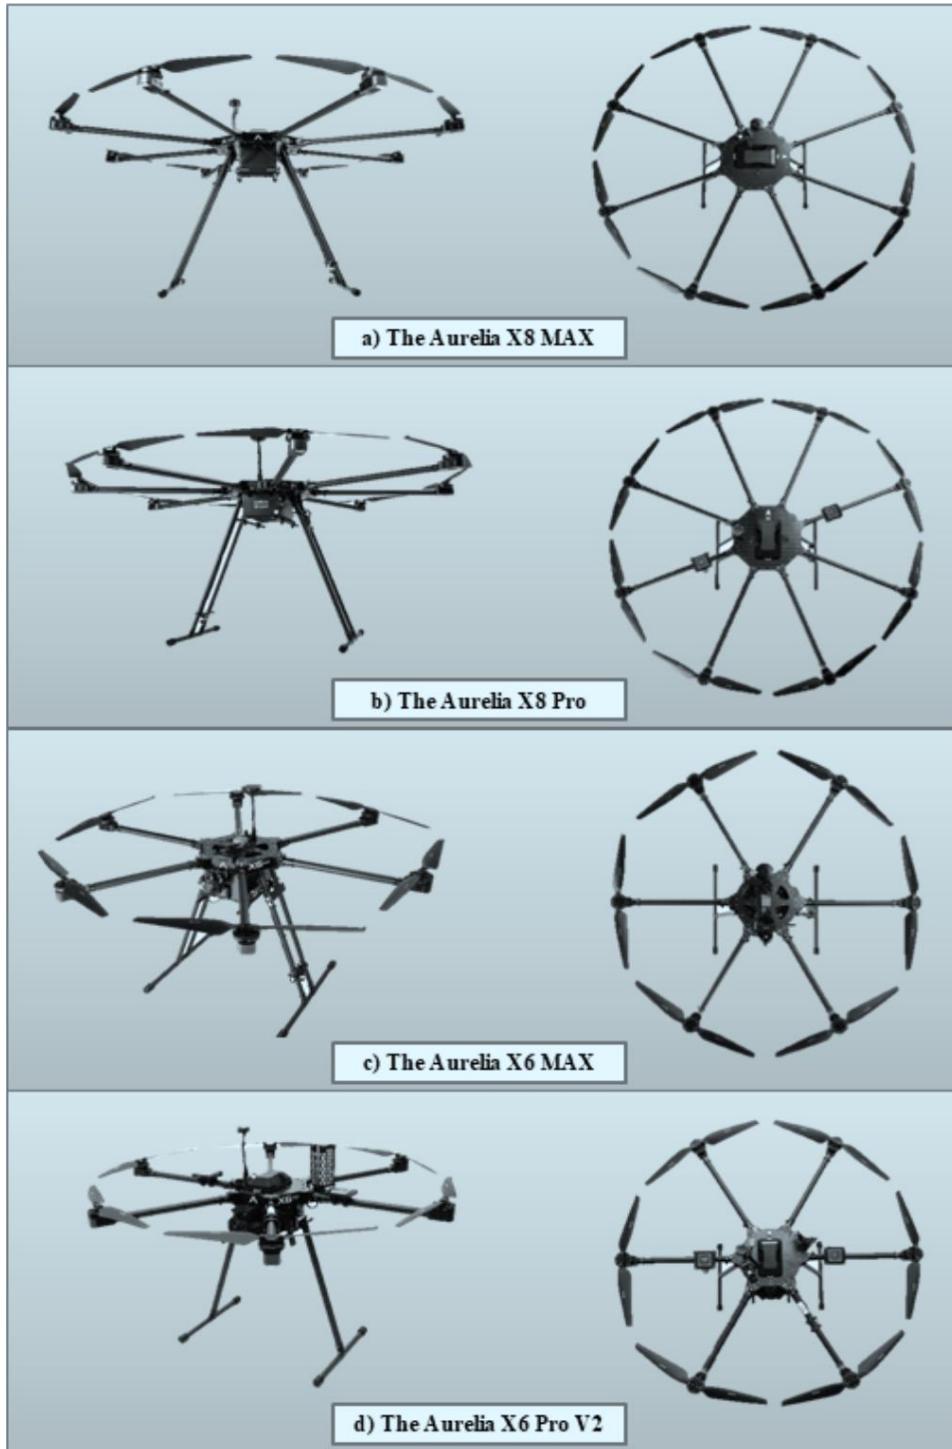 a) The Aurelia X8 MAX
b) The Aurelia X8 Pro
c) The Aurelia X6 MAX
d) The Aurelia X6 Pro V2